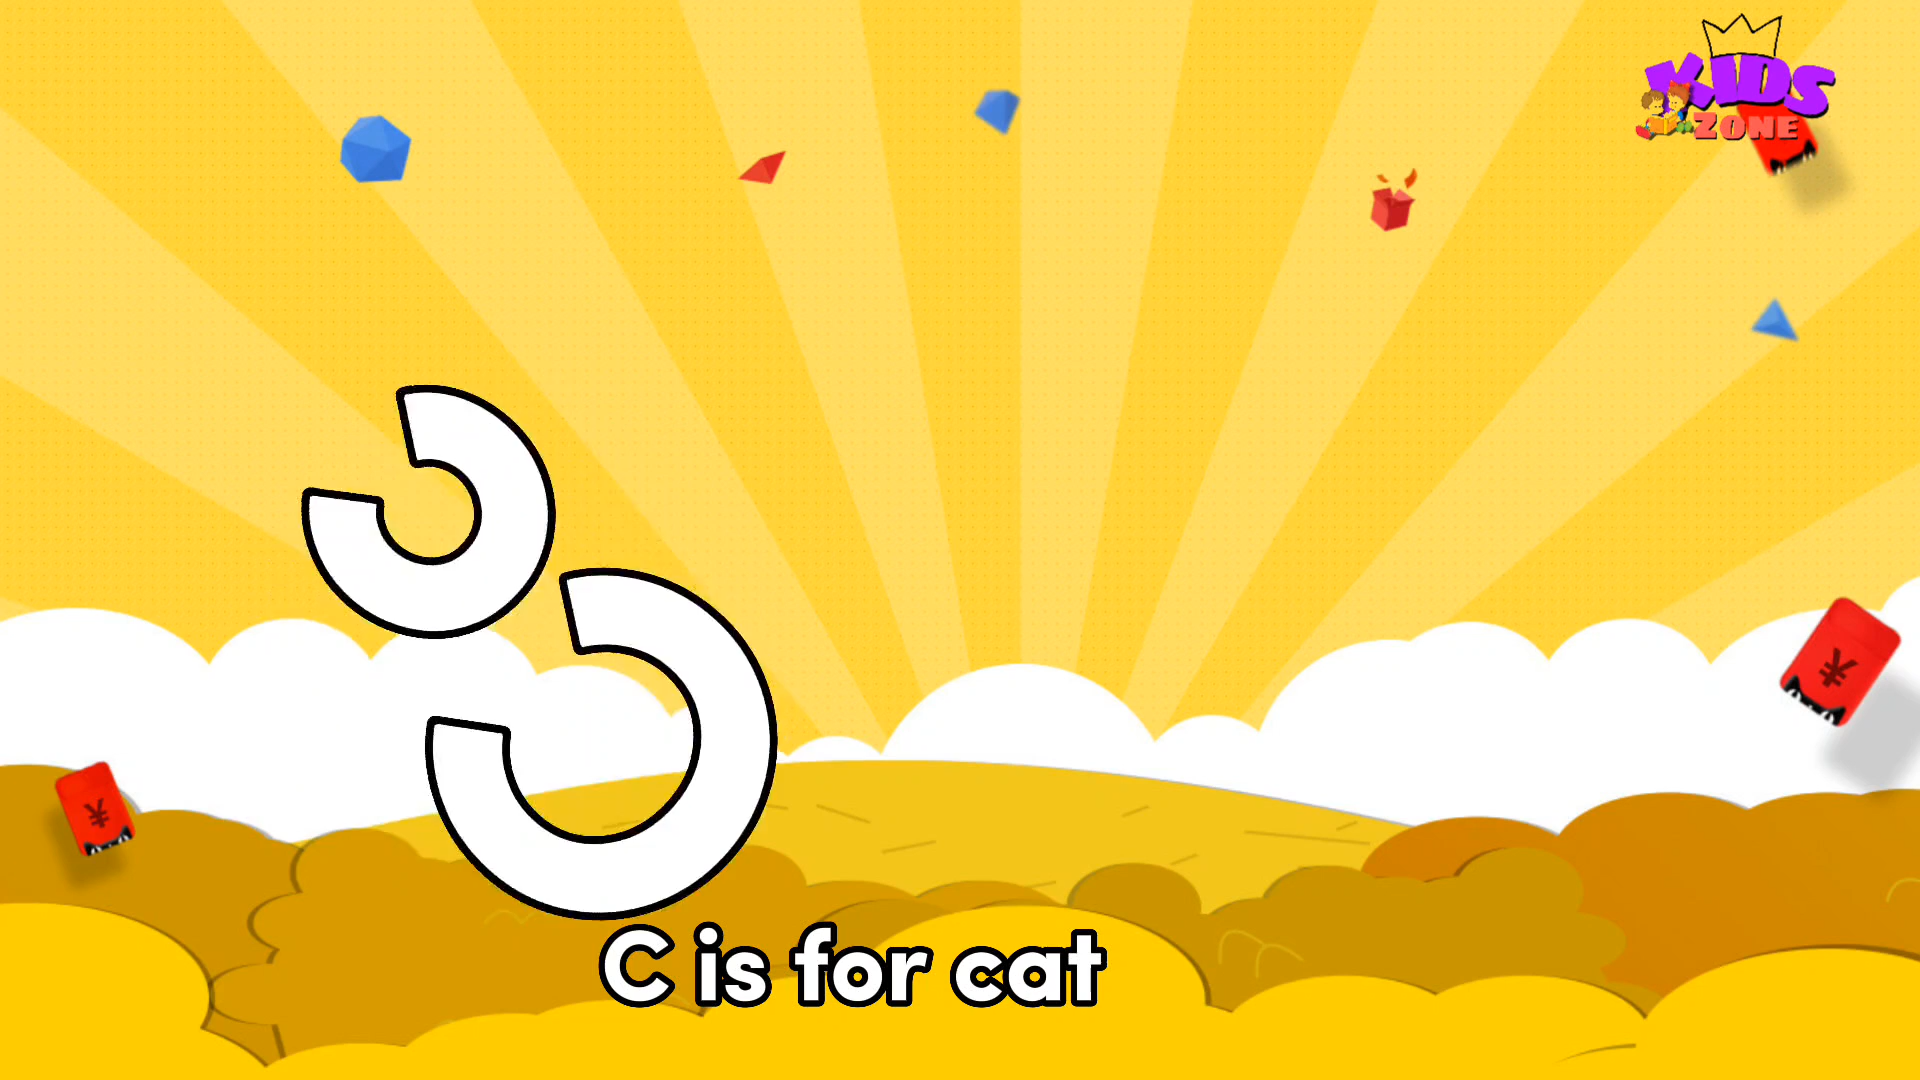 KIDS
ZONE
¥
¥
C c
C is for cat